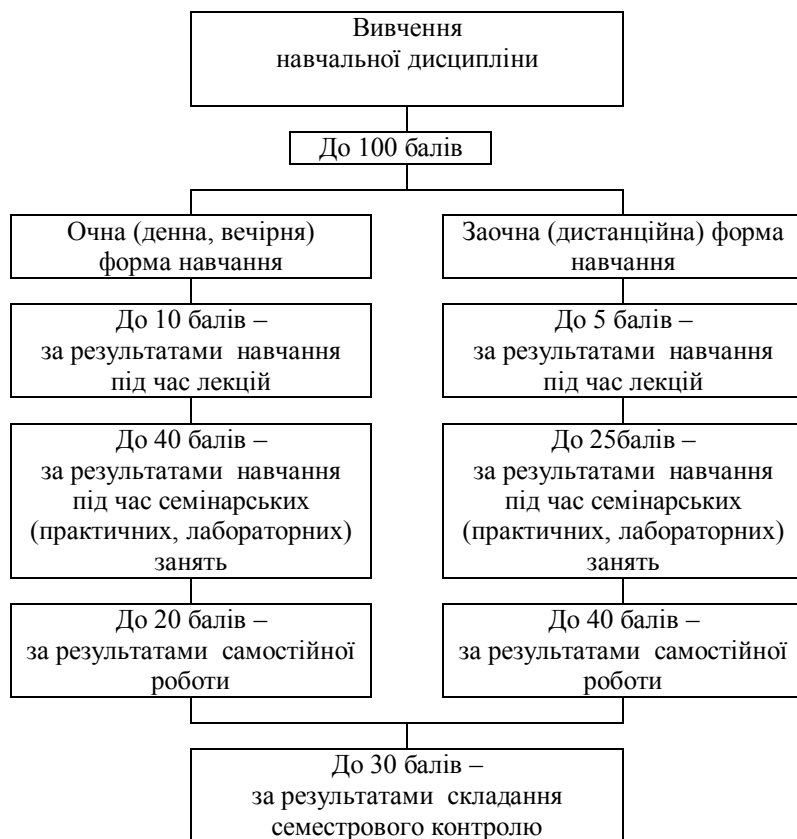 Вивчення
навчальної дисципліни
До 100 балів
Очна (денна, вечірня)
форма навчання
До 10 балів –
за результатами навчання
під час лекцій
До 40 балів –
за результатами навчання
під час семінарських
(практичних, лабораторних)
занять
До 20 балів –
за результатами самостійної
роботи
Заочна (дистанційна) форма
навчання
До 5 балів –
за результатами навчання
під час лекцій
До 25балів –
за результатами навчання
під час семінарських
(практичних, лабораторних)
занять
До 40 балів –
за результатами самостійної
роботи
До 30 балів –
за результатами складання
семестрового контролю